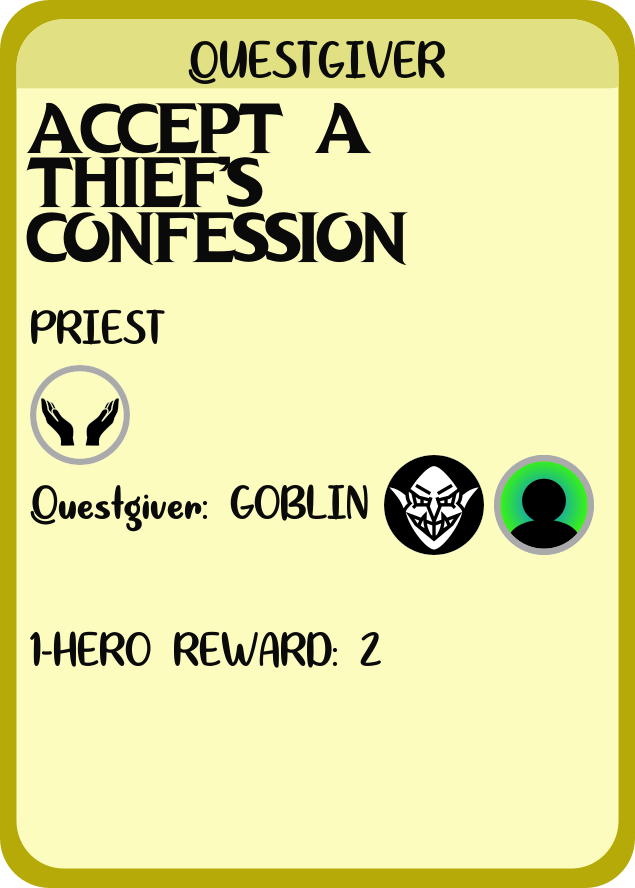 QUESTGIVER
ACCEPT A
THIEF'S
CONFESSION
PRIEST
Questgiver: GOBLIN
1-HERO REWARD: 2